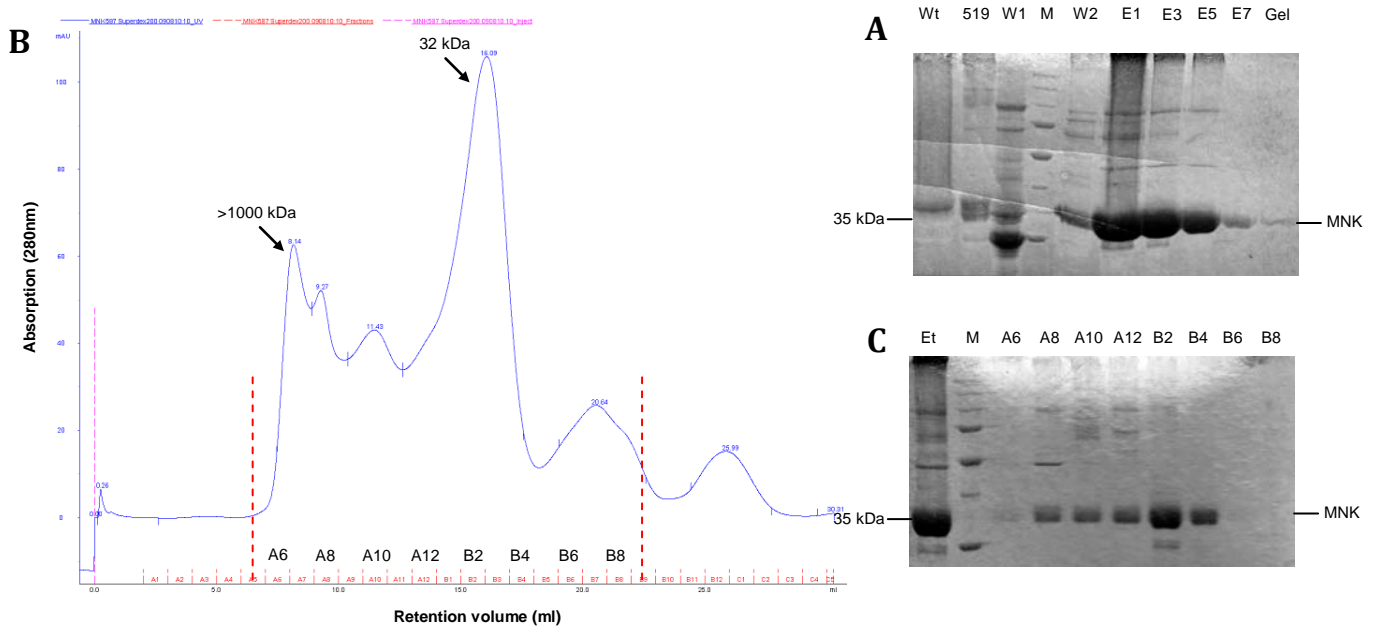 MNK587 Superdex200 090810:10_UV MNK587 Superdex200 090810:10_Fractions MNK587 Superdex200 090810:10_Inject
B
mAU
100
80
60
40
20
0
Absorption (280nm)
32 kDa
16.09
>1000 kDa
8.14
9.27
11.43
20.64
25.99
30.31
0.26
A6 A8 A10 A12 B2 B4 B6 B8
A1 A2 A3 A4 A5 A6 A7 A8 A9 A10 A11 A12 B1 B2 B3 B4 B5 B6 B7 B8 B9 B10 B11 B12 C1 C2 C3 C4 C5
0.0 5.0 10.0 15.0 20.0 25.0 ml
Retention volume (ml)
A
Wt 519 W1 M W2 E1 E3 E5 E7 Gel
35 kDa
MNK
C
Et M A6 A8 A10 A12 B2 B4 B6 B8
35 kDa
MNK